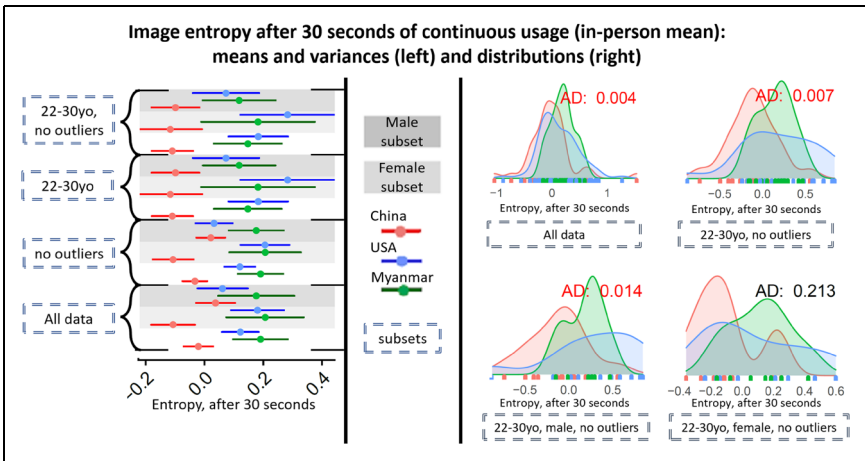 Image entropy after 30 seconds of continuous usage (in-person mean):
means and variances (left) and distributions (right)
22-30yo,
no outliers
22-30yo
no outliers
All data
−0.2 0.0 0.2 0.4
Entropy, after 30 seconds
Male
subset
Female
subset
China
USA
Myanmar
subsets
AD: 0.004
−1 0 1
Entropy, after 30 seconds
All data
AD: 0.007
−0.5 0.0 0.5
Entropy, after 30 seconds
22-30yo, no outliers
AD: 0.014
−0.5 0.0 0.5
Entropy, after 30 seconds
22-30yo, male, no outliers
AD: 0.213
−0.4 −0.2 0.0 0.2 0.4 0.6
Entropy, after 30 seconds
22-30yo, female, no outliers